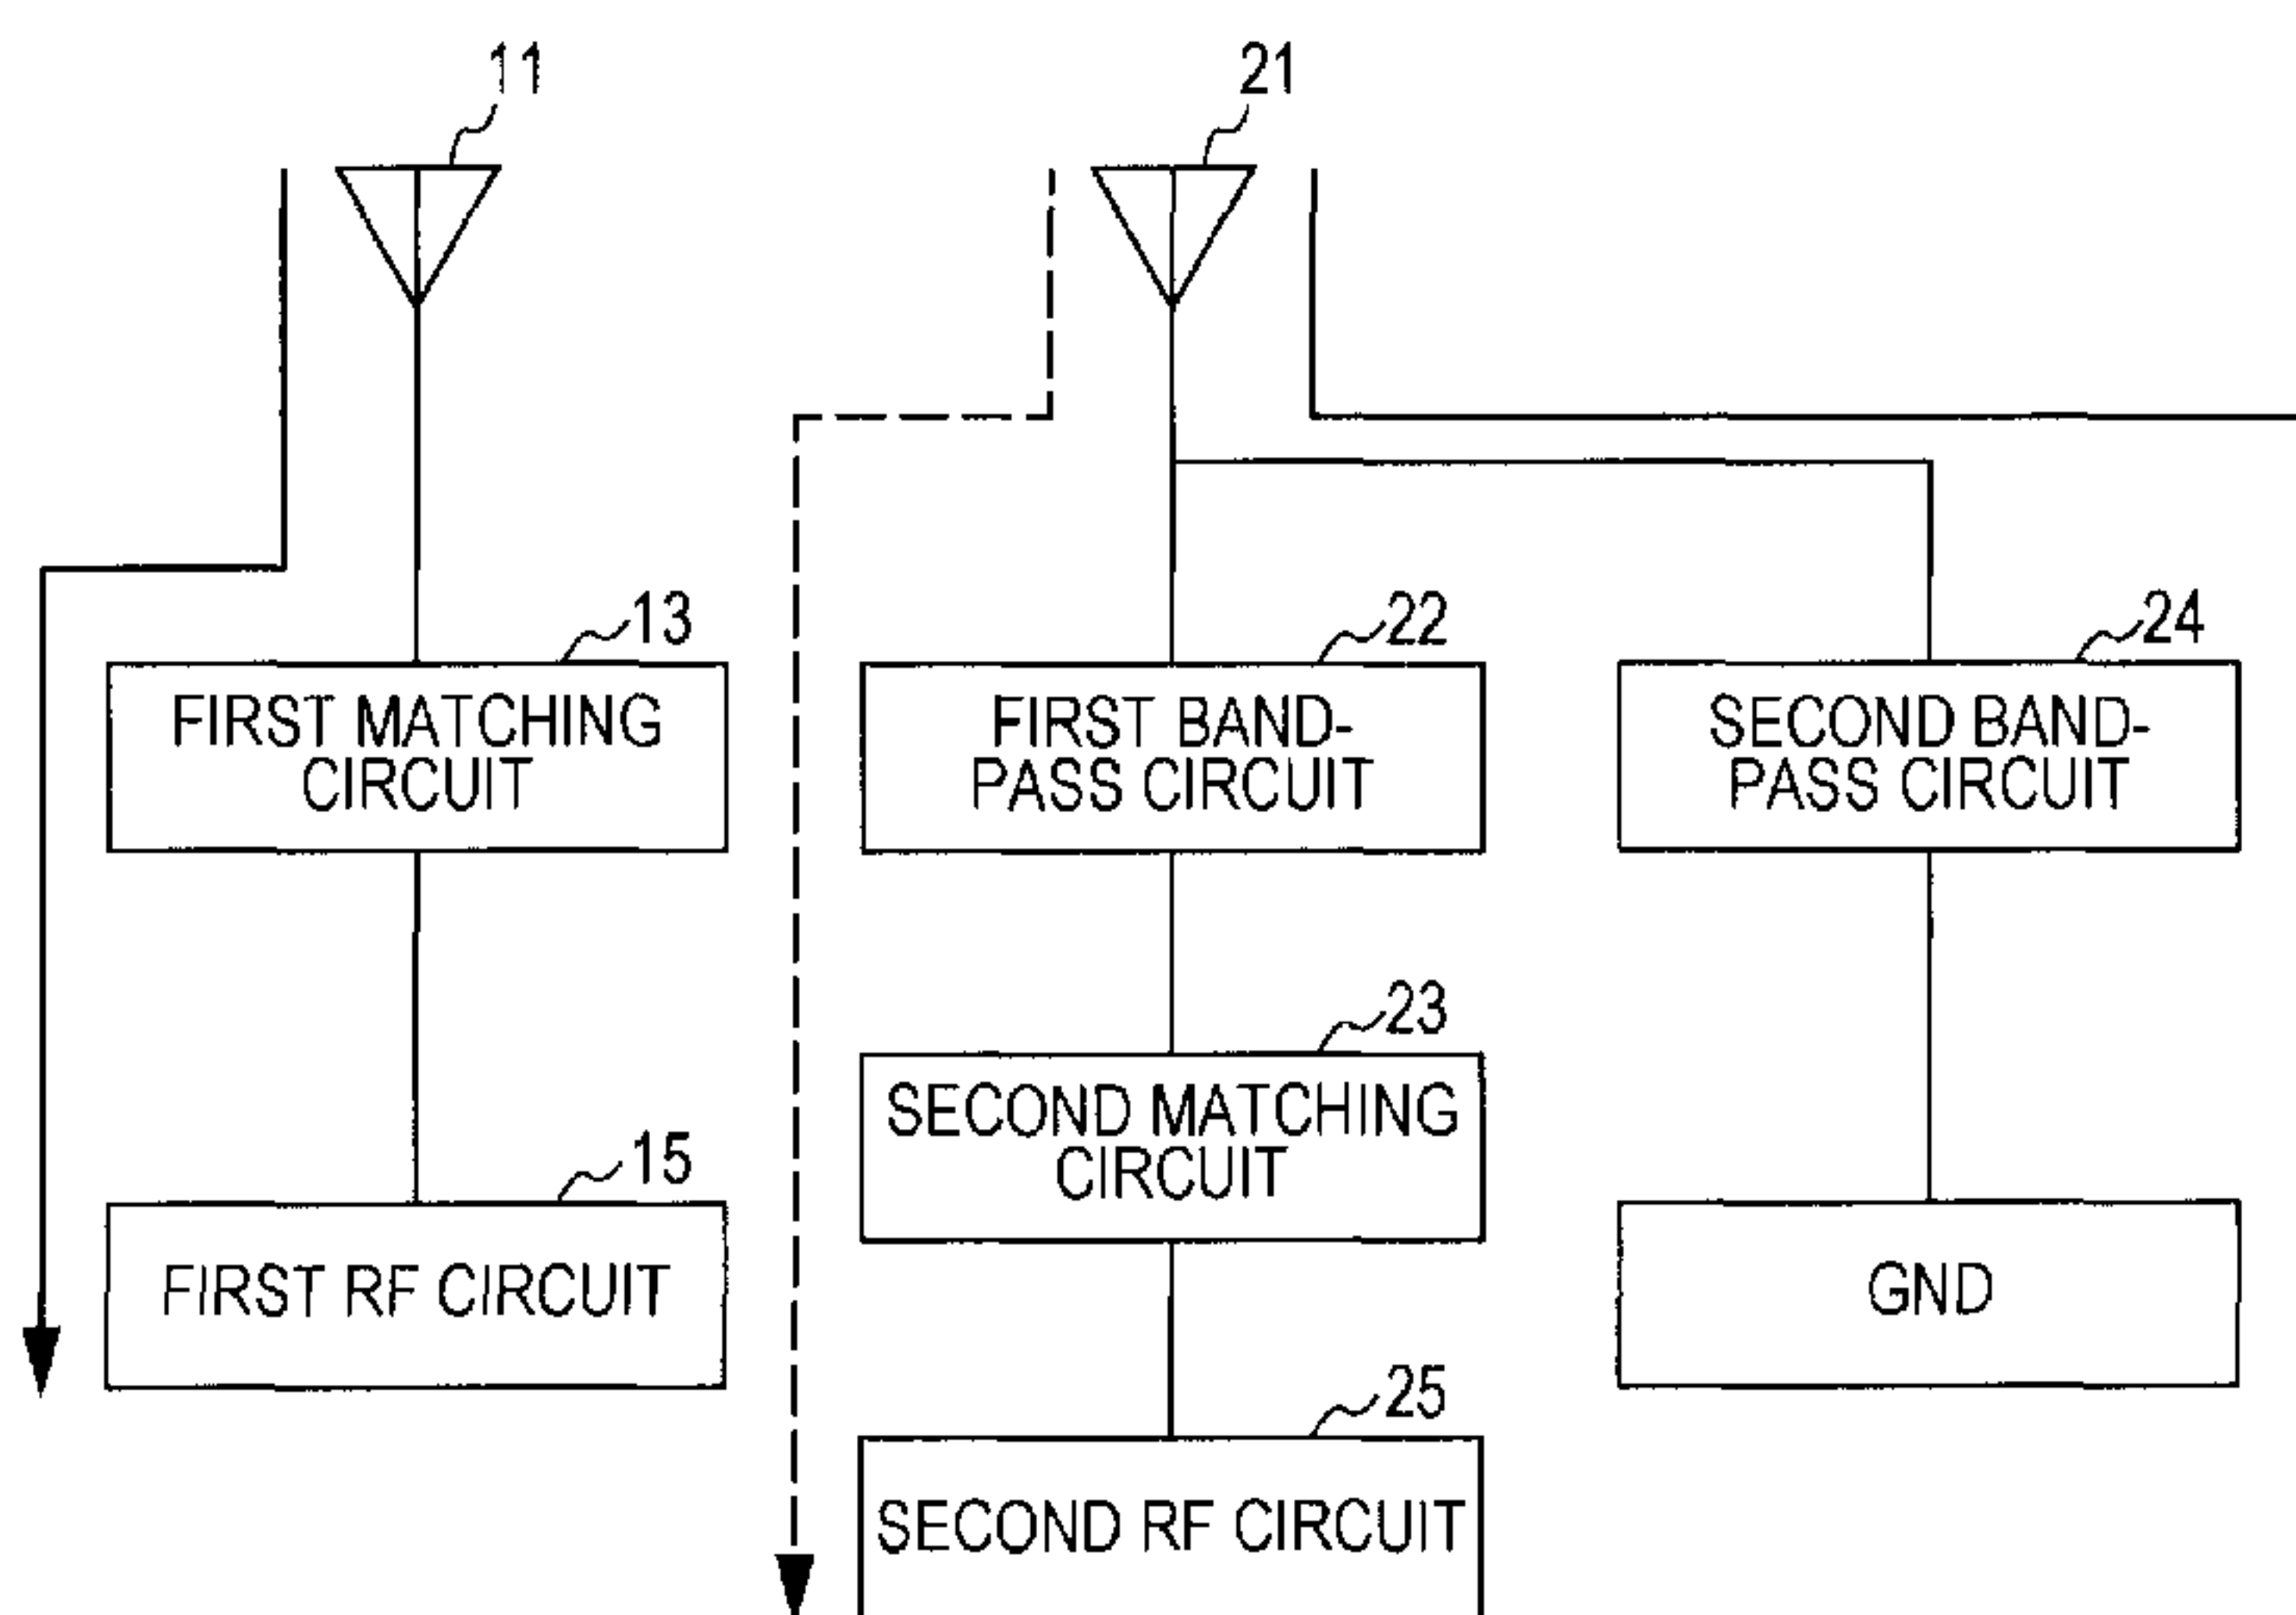 11
21
13
22
24
FIRST MATCHING
CIRCUIT
FIRST BAND-
PASS CIRCUIT
SECOND BAND-
PASS CIRCUIT
23
SECOND MATCHING
CIRCUIT
15
FIRST RF CIRCUIT
GND
25
SECOND RF CIRCUIT